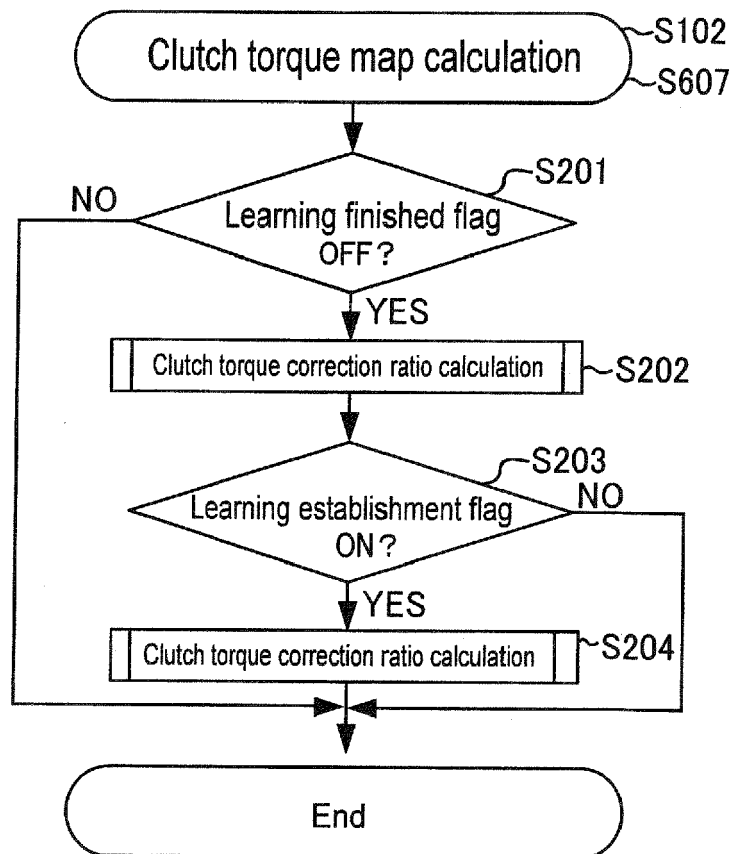 Clutch torque map calculation
S102
S607
S201
NO
Learning finished flag
OFF?
YES
Clutch torque correction ratio calculation
S202
S203
NO
Learning establishment flag
ON?
YES
Clutch torque correction ratio calculation
S204
End